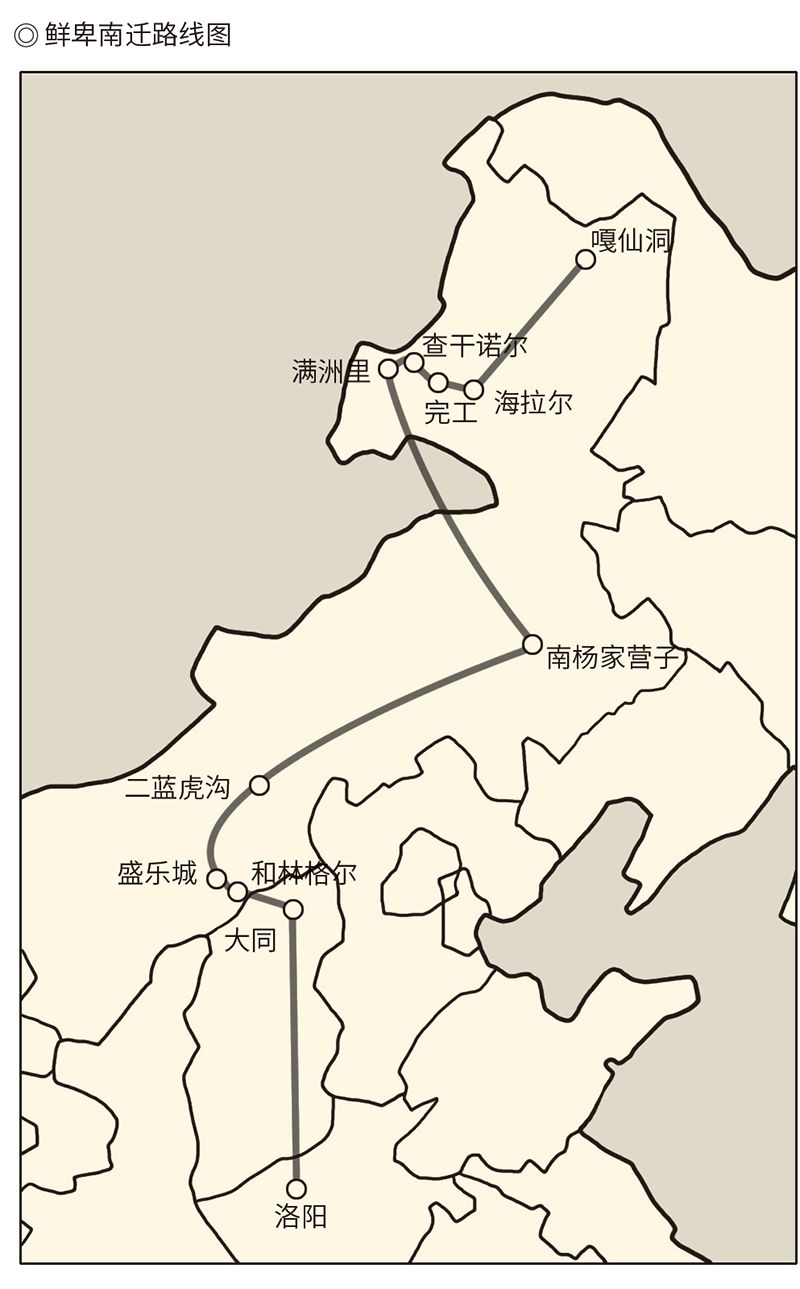 ◎ 鲜卑南迁路线图
嘎仙洞
查干诺尔
满洲里
完工
海拉尔
南杨家营子
二蓝虎沟
盛乐城
和林格尔
大同
洛阳